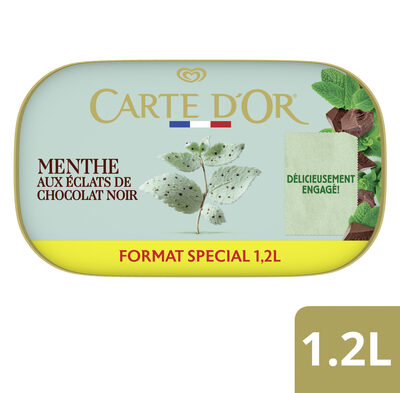 CARTE D'OR
MENTHE
AUX ÉCLATS DE
CHOCOLAT NOIR
DÉLICIEUSEMENT
ENGAGÉ!
FORMAT SPECIAL 1,2L
1.2L